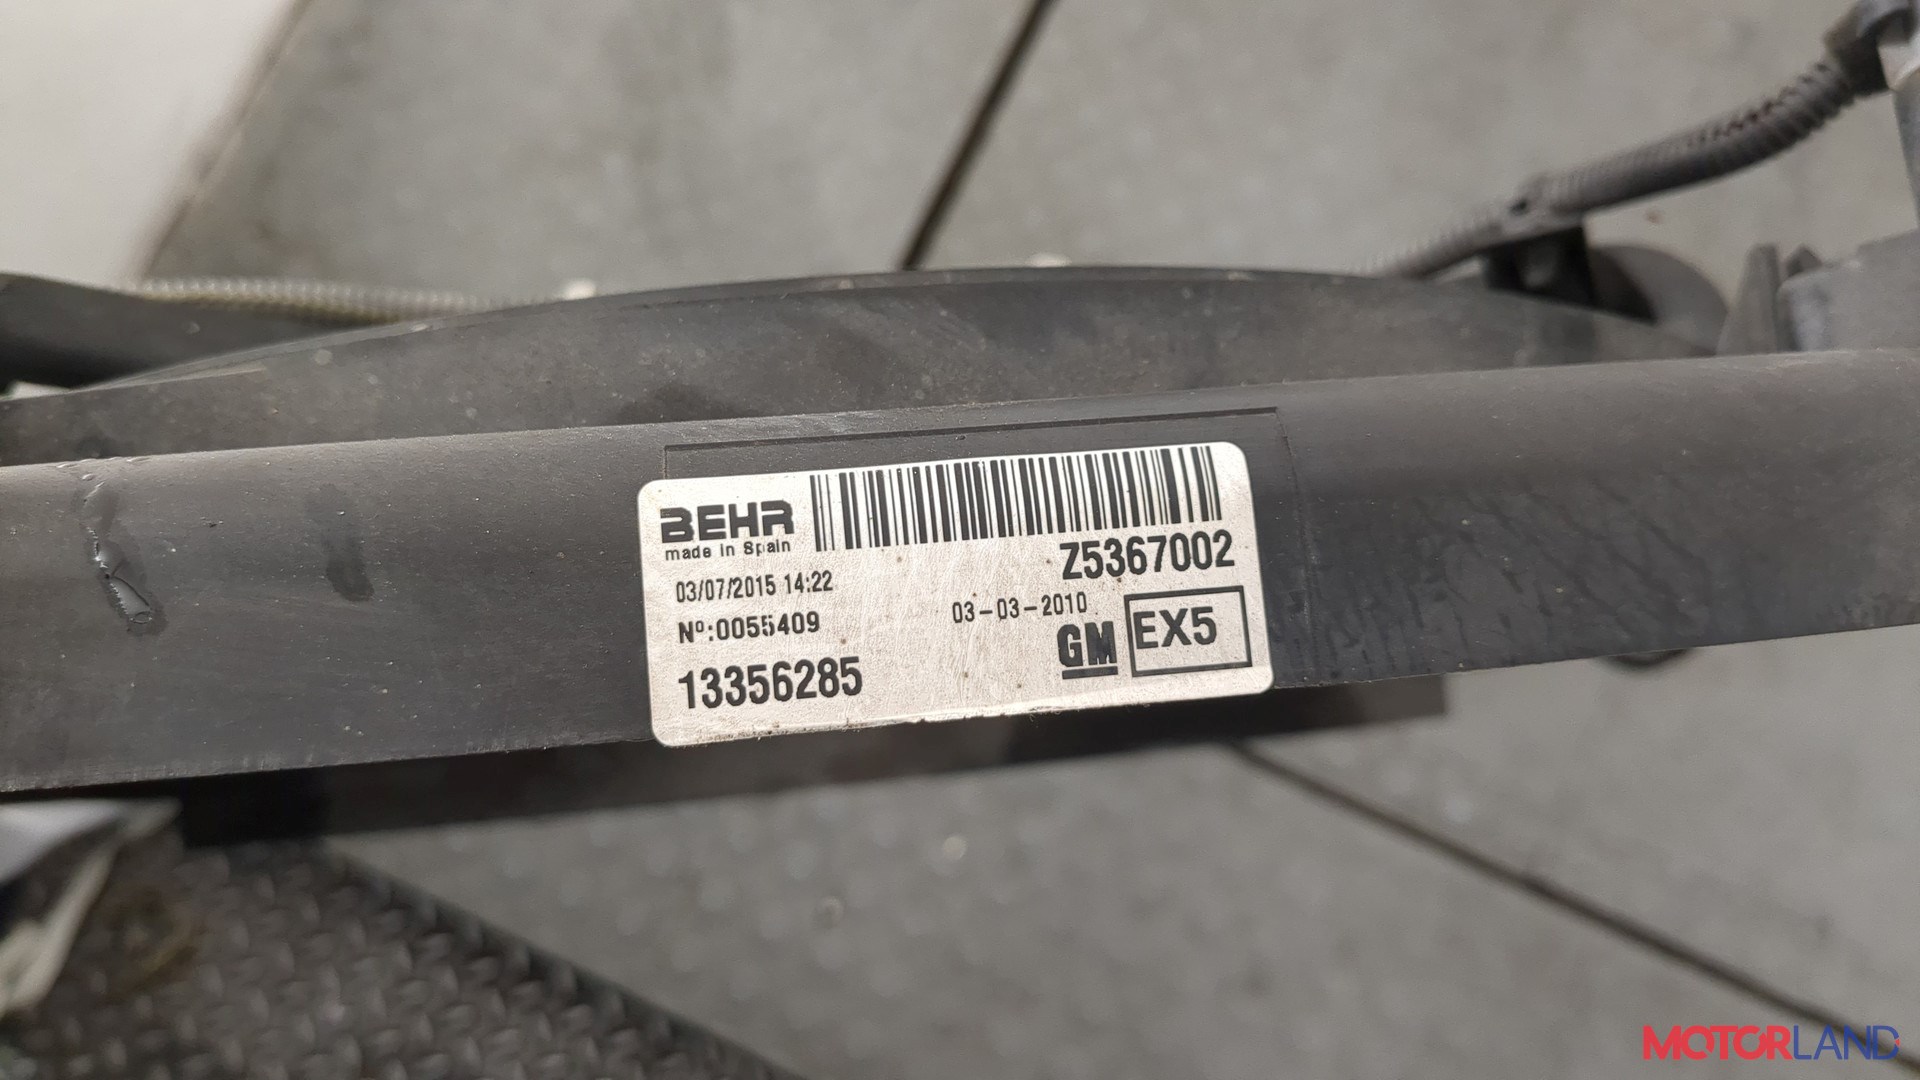 BEHR
made in Spain
Z5367002
03/07/2015 14:22
03-03-2010
Nº:0055409
GM EX5
13356285
MOTORLAND